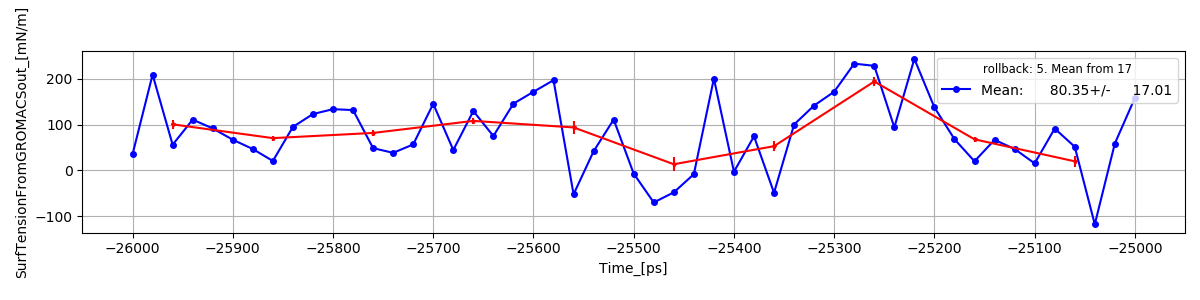 SurfTensionFromGROMACSout_[mN/m]
200
100
0
−100
rollback: 5. Mean from 17
Mean: 80.35+/- 17.01
−26000 −25900 −25800 −25700 −25600 −25500 −25400 −25300 −25200 −25100 −25000
Time_[ps]